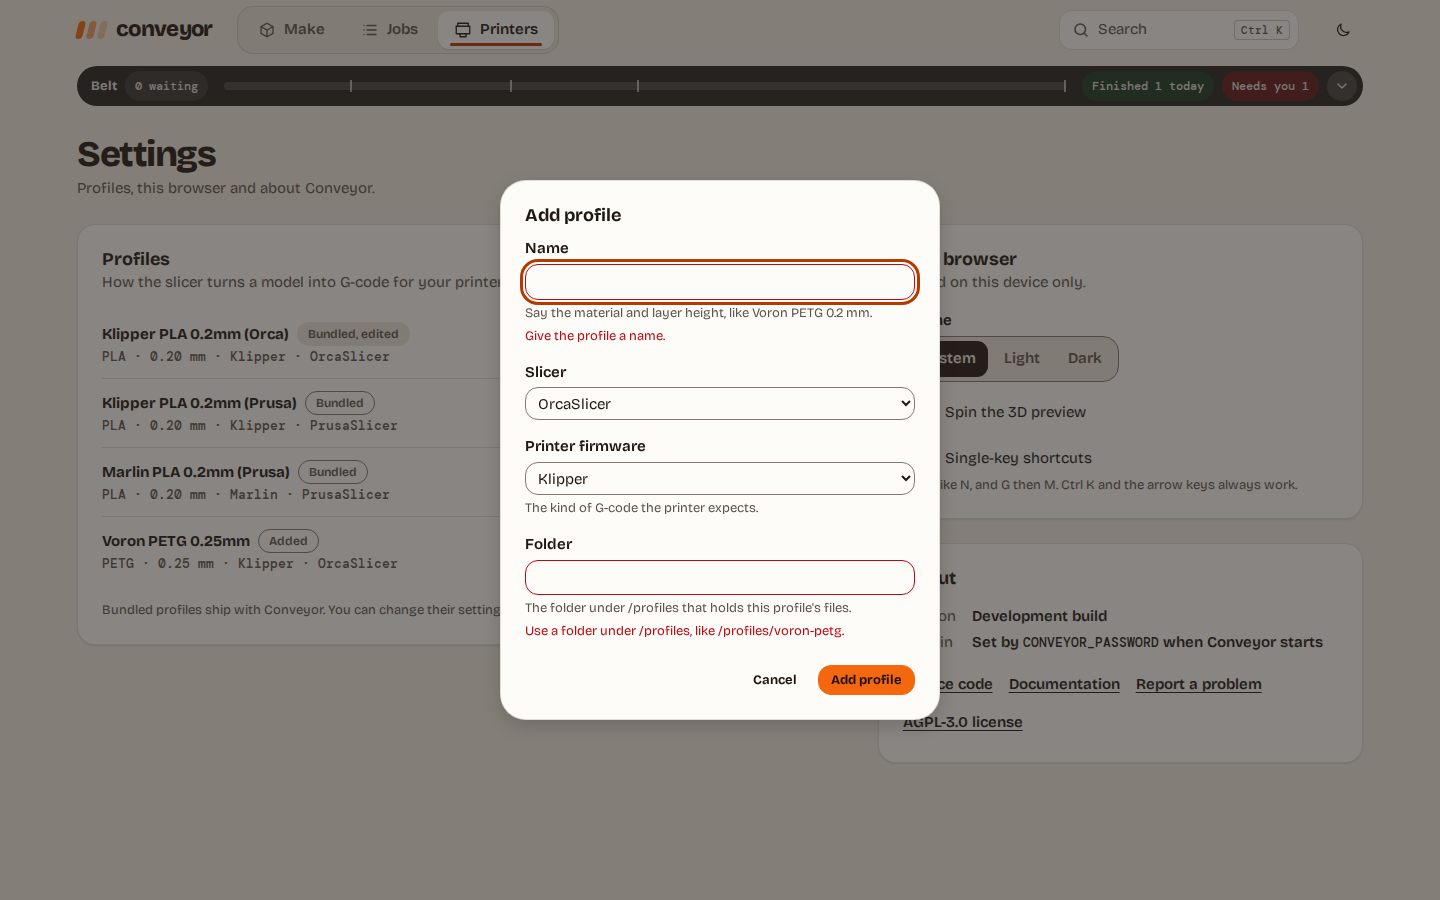 conveyor
Make
Jobs
Printers
Search
Ctrl K
Belt
0 waiting
Finished 1 today
Needs you 1
Settings
Profiles, this browser and about Conveyor.
Profiles
How the slicer turns a model into G-code for your printer
Klipper PLA 0.2mm (Orca)
Bundled, edited
PLA · 0.20 mm · Klipper · OrcaSlicer
Klipper PLA 0.2mm (Prusa)
Bundled
PLA · 0.20 mm · Klipper · PrusaSlicer
Marlin PLA 0.2mm (Prusa)
Bundled
PLA · 0.20 mm · Marlin · PrusaSlicer
Voron PETG 0.25mm
Added
PETG · 0.25 mm · Klipper · OrcaSlicer
Bundled profiles ship with Conveyor. You can change their setting
Add profile
Name
Say the material and layer height, like Voron PETG 0.2 mm.
Give the profile a name.
Slicer
OrcaSlicer
Printer firmware
Klipper
The kind of G-code the printer expects.
Folder
The folder under /profiles that holds this profile's files.
Use a folder under /profiles, like /profiles/voron-petg.
Cancel
Add profile
browser
on this device only.
Light
Dark
Spin the 3D preview
Single-key shortcuts
like N, and G then M. Ctrl K and the arrow keys always work.
Development build
Set by CONVEYOR_PASSWORD when Conveyor starts
code
Documentation
Report a problem
AGPL-3.0 license